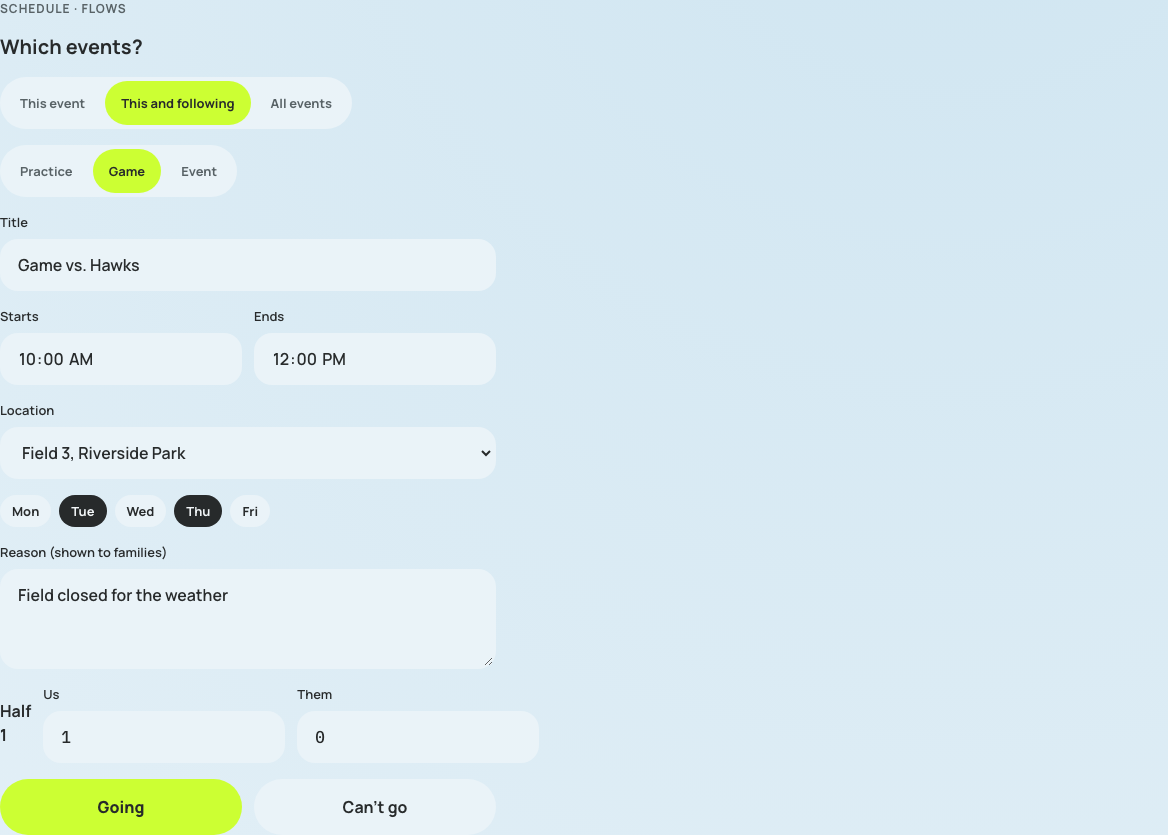 SCHEDULE · FLOWS
Which events?
This event This and following All events
Practice Game Event
Title
Game vs. Hawks
Starts Ends
10:00 AM 12:00 PM
Location
Field 3, Riverside Park
Mon Tue Wed Thu Fri
Reason (shown to families)
Field closed for the weather
Us Them
Half
1 1 0
Going Can't go